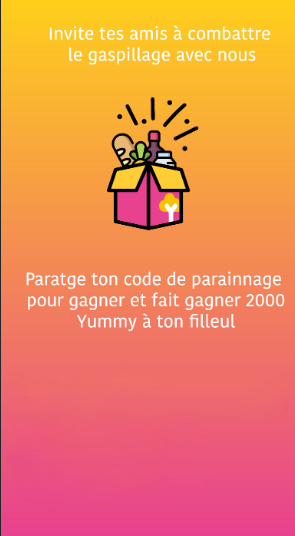 Invite tes amis à combattre
le gaspillage avec nous
Paratge ton code de parainnage
pour gagner et fait gagner 2000
Yummy à ton filleul